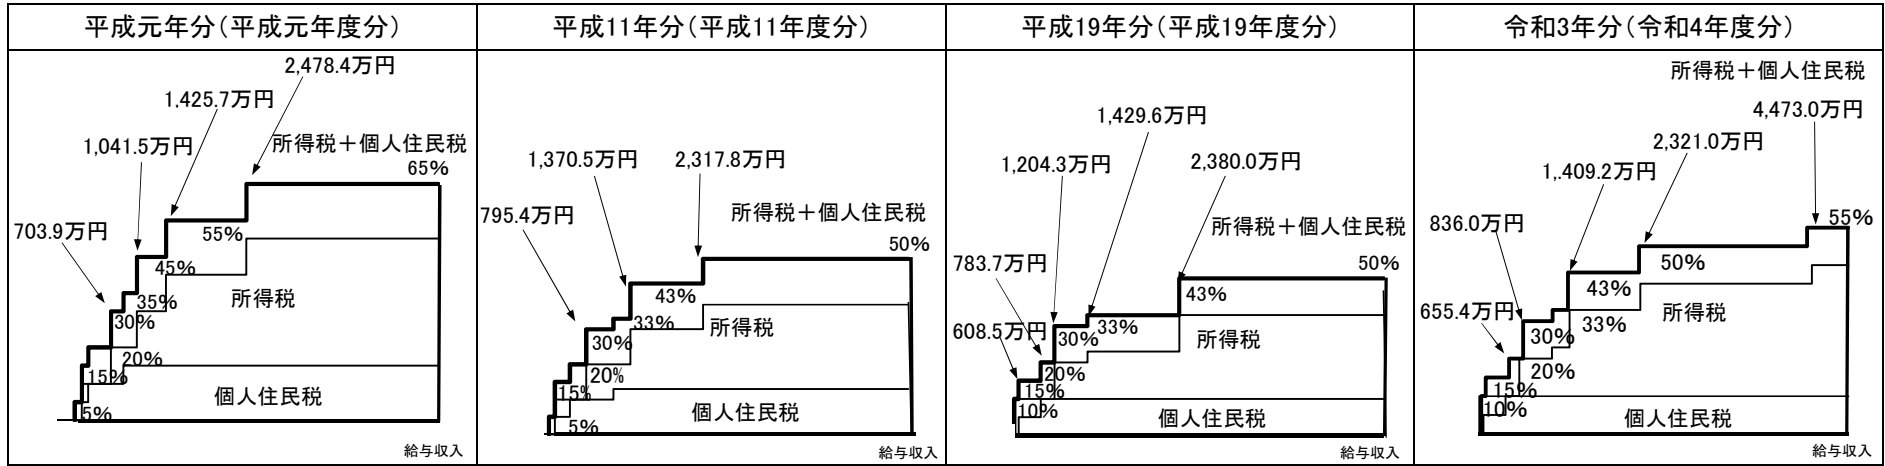 平成元年分（平成元年度分）
2,478.4万円
1,425.7万円
1,041.5万円
所得税＋個人住民税
65%
703.9万円
55%
45%
35%
所得税
30%
20%
15%
個人住民税
5%
給与収入
平成11年分（平成11年度分）
1,370.5万円
2,317.8万円
795.4万円
所得税＋個人住民税
50%
43%
33%
所得税
30%
20%
15%
個人住民税
5%
給与収入
平成19年分（平成19年度分）
1,429.6万円
1,204.3万円
2,380.0万円
所得税＋個人住民税
783.7万円
50%
43%
608.5万円
33%
所得税
30%
20%
15%
10%
個人住民税
給与収入
令和3年分（令和4年度分）
所得税＋個人住民税
4,473.0万円
2,321.0万円
1,.409.2万円
836.0万円
55%
50%
43%
655.4万円
33%
所得税
30%
20%
15%
10%
個人住民税
給与収入